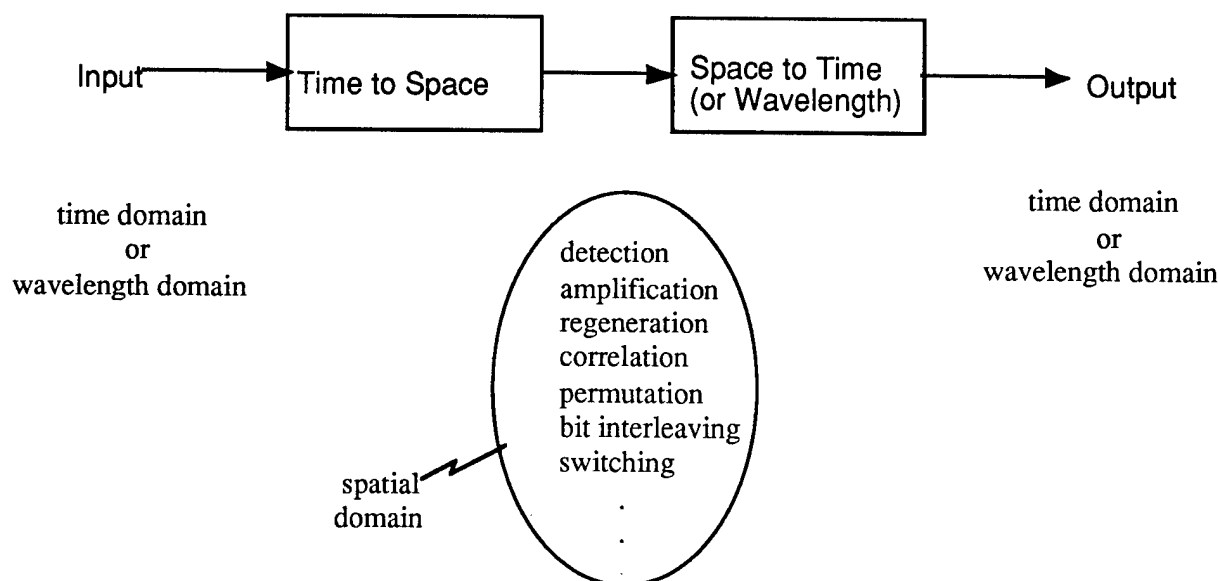 Input
Time to Space
Space to Time
(or Wavelength)
Output
time domain
or
wavelength domain
detection
amplification
regeneration
correlation
permutation
bit interleaving
switching
.
.
spatial
domain
time domain
or
wavelength domain